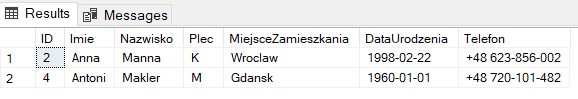 Results Messages
ID Imie Nazwisko Plec MiejsceZamieszkania DataUrodzenia Telefon
1 2 Anna Manna K Wroclaw 1998-02-22 +48 623-856-002
2 4 Antoni Makler M Gdansk 1960-01-01 +48 720-101-482